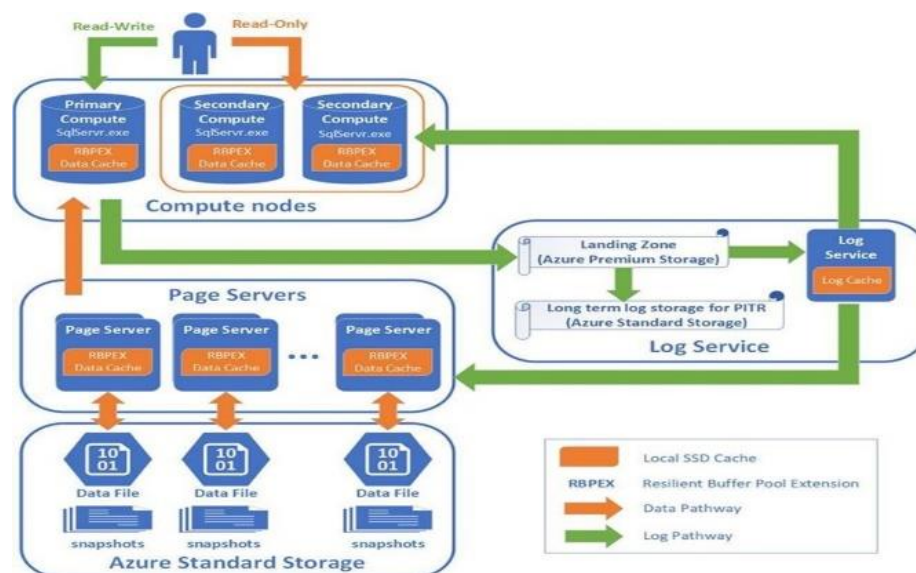 Read-Write
Read-Only
Primary
Compute
SqlServr.exe
RBPEX
Data Cache
Secondary
Compute
SqlServr.exe
RBPEX
Data Cache
Secondary
Compute
SqlServr.exe
RBPEX
Data Cache
Compute nodes
Landing Zone
(Azure Premium Storage)
Log
Service
Log Cache
Long term log storage for PITR
(Azure Standard Storage)
Log Service
Page Servers
Page Server
RBPEX
Data Cache
Page Server
RBPEX
Data Cache
...
Page Server
RBPEX
Data Cache
10
01
Data File
snapshots
10
01
Data File
snapshots
10
01
Data File
snapshots
Azure Standard Storage
Local SSD Cache
RBPEX Resilient Buffer Pool Extension
Data Pathway
Log Pathway